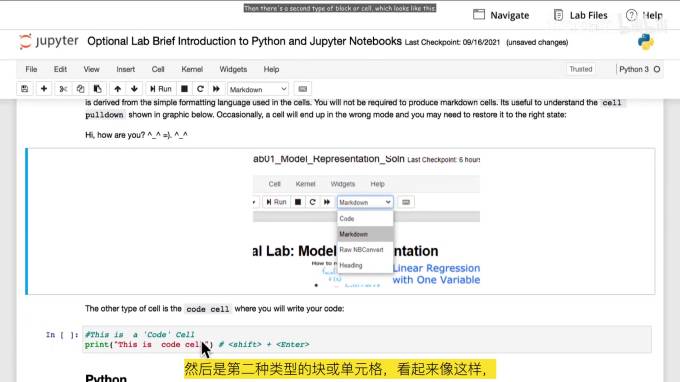 Then there's a second type of block or cell, which looks like this:
Navigate
Lab Files
Help
jupyter Optional Lab Brief Introduction to Python and Jupyter Notebooks Last Checkpoint: 09/16/2021 (unsaved changes)
File Edit View Insert Cell Kernel Widgets Help
Trusted
Python 3
Run
Markdown
is derived from the simple formatting language used in the cells. You will not be required to produce markdown cells. Its useful to understand the cell
pulldown shown in graphic below. Occasionally, a cell will end up in the wrong mode and you may need to restore it to the right state:
Hi, how are you? ^_^ =). ^_^
ab01_Model_Representation_Soln Last Checkpoint: 6 hours
Cell Kernel Widgets Help
Run
Markdown
Code
Markdown
Raw NBConvert
Heading
al Lab: Model
entation
How to
Linear Regression
with One Variable
The other type of cell is the code cell where you will write your code:
In [ ]: #This is a 'Code' Cell
print("This is code cell") # <shift> + <Enter>
然后是第二种类型的块或单元格，看起来像这样，
Python